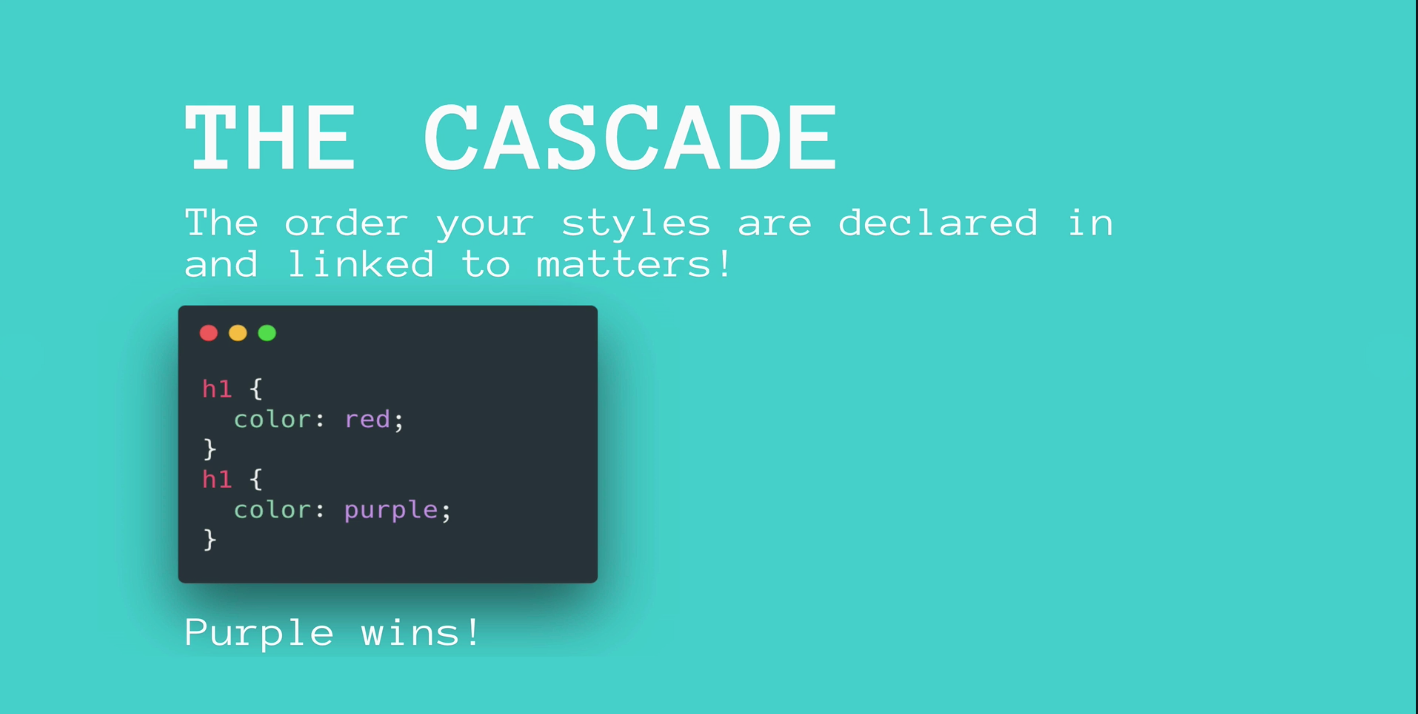 THE CASCADE
The order your styles are declared in
and linked to matters!
h1 {
  color: red;
}
h1 {
  color: purple;
}
Purple wins!